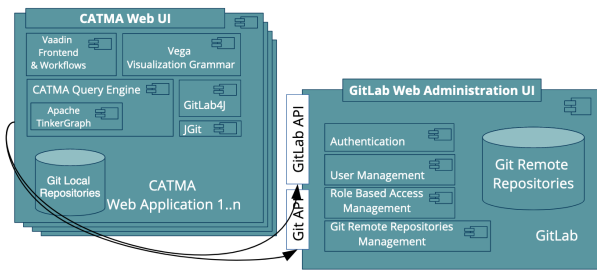 CATMA Web UI
Vaadin
Frontend
& Workflows
Vega
Visualization Grammar
CATMA Query Engine
Apache
TinkerGraph
GitLab4J
JGit
Git Local
Repositories
CATMA
Web Application 1..n
GitLab API
Git API
GitLab Web Administration UI
Authentication
User Management
Role Based Access
Management
Git Remote Repositories
Management
Git Remote
Repositories
GitLab